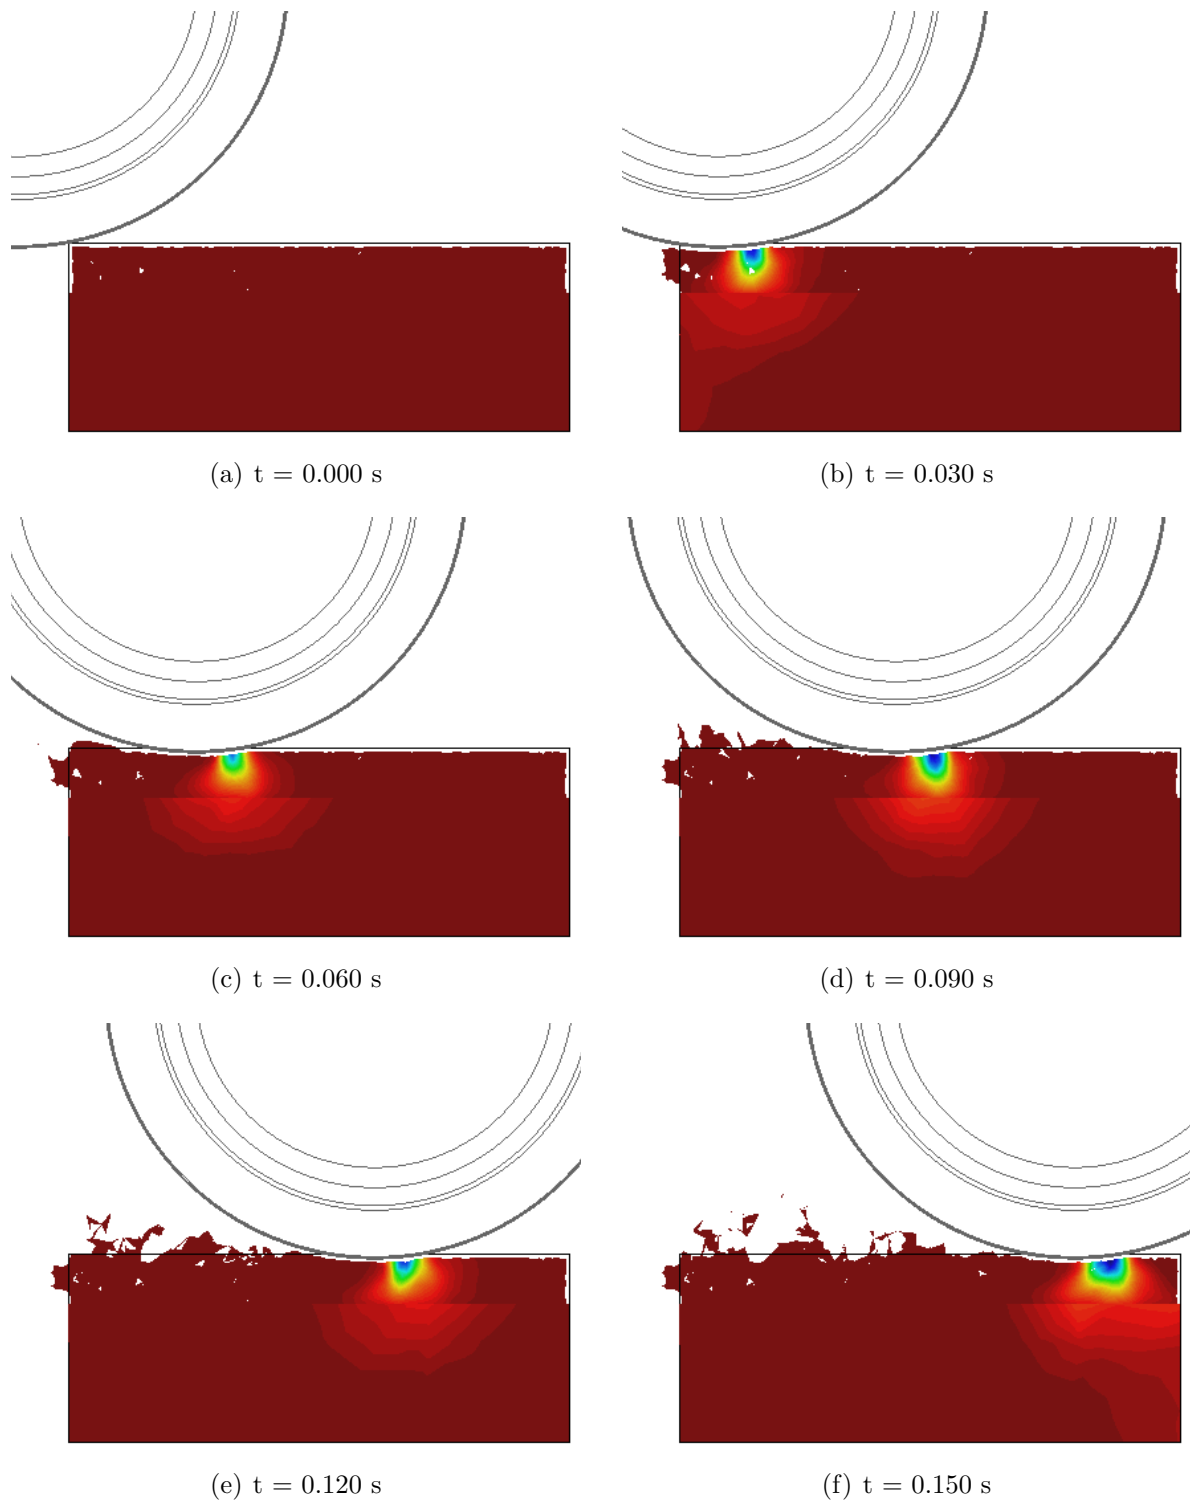 (a) t = 0.000 s
(b) t = 0.030 s
(c) t = 0.060 s
(d) t = 0.090 s
(e) t = 0.120 s
(f) t = 0.150 s